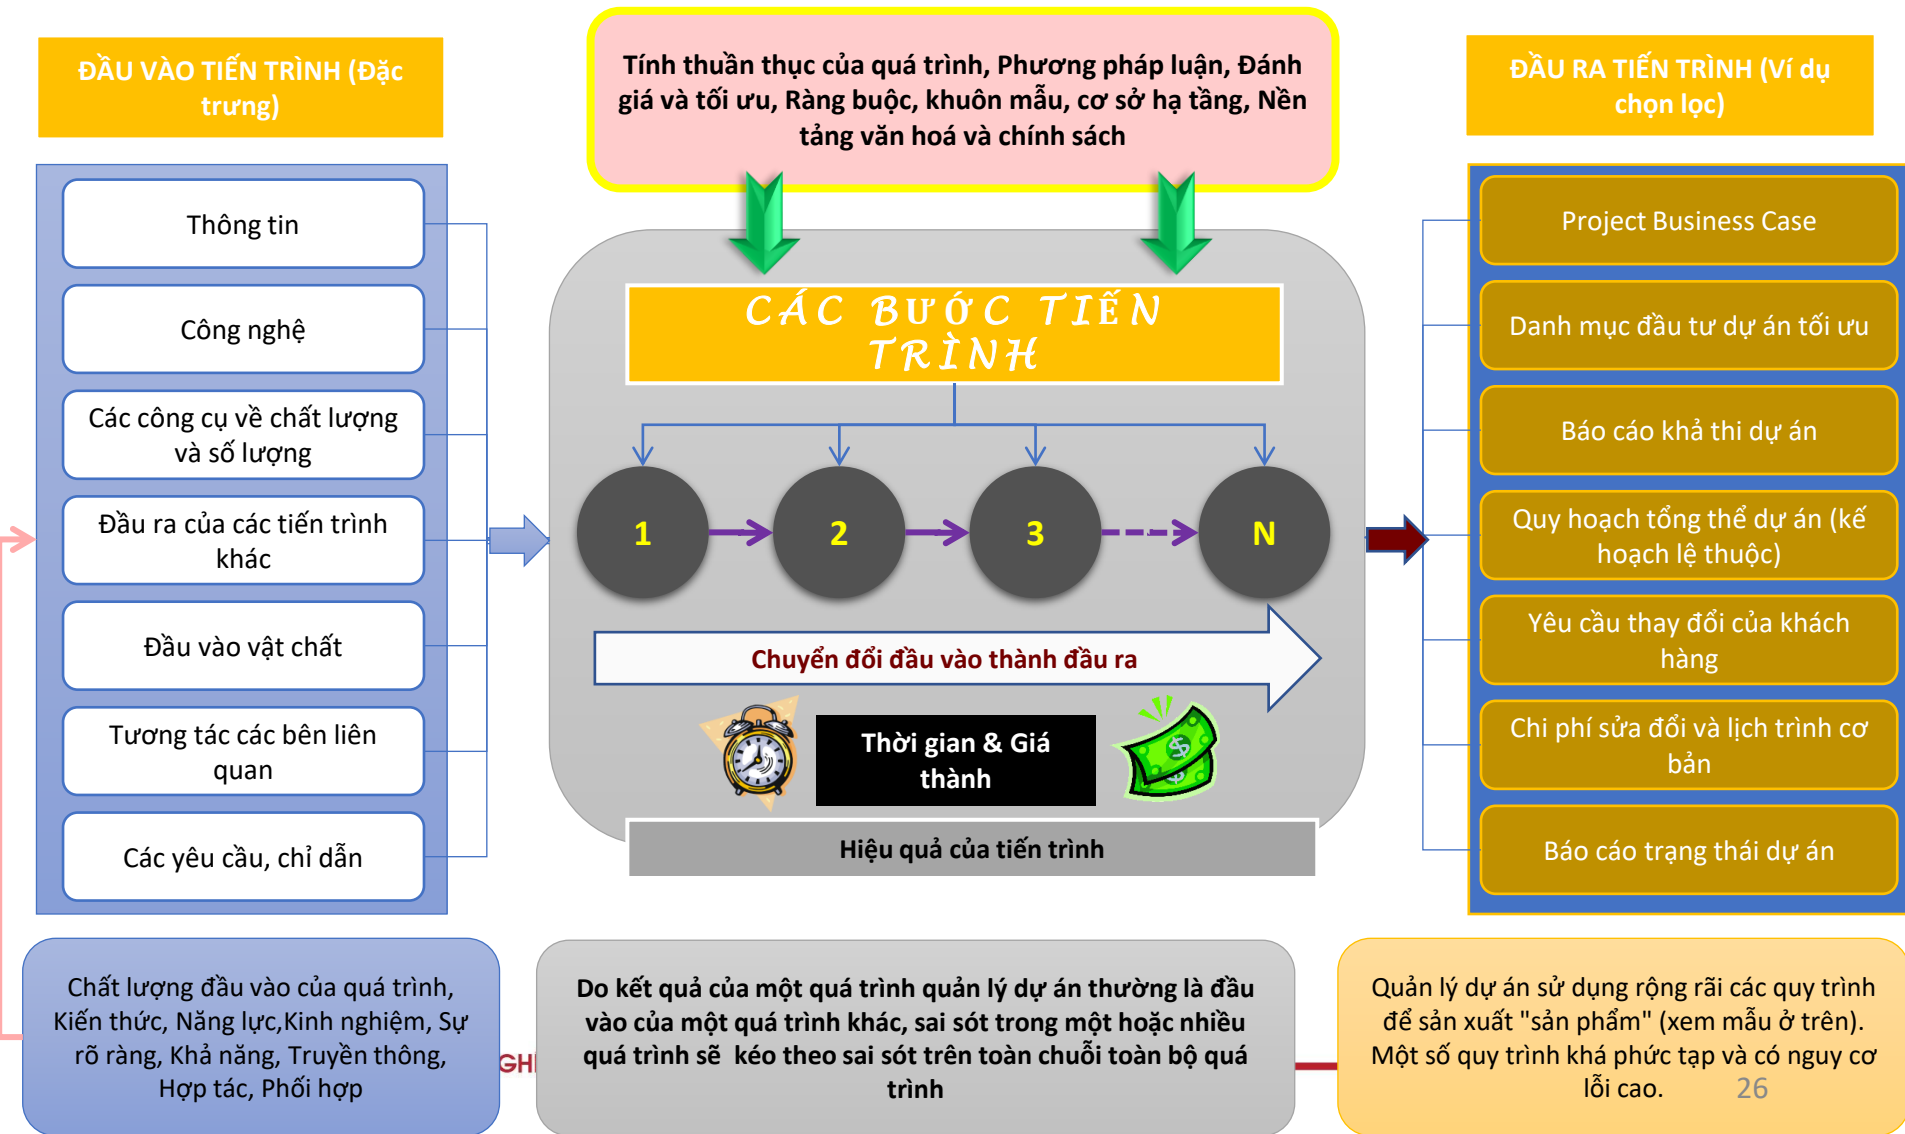 ĐẦU VÀO TIẾN TRÌNH (Đặc
trưng)
Thông tin
Công nghệ
Các công cụ về chất lượng
và số lượng
Đầu ra của các tiến trình
khác
Đầu vào vật chất
Tương tác các bên liên
quan
Các yêu cầu, chỉ dẫn
Chất lượng đầu vào của quá trình,
Kiến thức, Năng lực,Kinh nghiệm, Sự
rõ ràng, Khả năng, Truyền thông,
Hợp tác, Phối hợp
Tính thuần thục của quá trình, Phương pháp luận, Đánh
giá và tối ưu, Ràng buộc, khuôn mẫu, cơ sở hạ tầng, Nền
tảng văn hoá và chính sách
CÁC BƯỚC TIẾN
TRÌNH
1
2
3
N
Chuyển đổi đầu vào thành đầu ra
Thời gian & Giá
thành
Hiệu quả của tiến trình
GH
Do kết quả của một quá trình quản lý dự án thường là đầu
vào của một quá trình khác, sai sót trong một hoặc nhiều
quá trình sẽ kéo theo sai sót trên toàn chuỗi toàn bộ quá
trình
ĐẦU RA TIẾN TRÌNH (Ví dụ
chọn lọc)
Project Business Case
Danh mục đầu tư dự án tối ưu
Báo cáo khả thi dự án
Quy hoạch tổng thể dự án (kế
hoạch lệ thuộc)
Yêu cầu thay đổi của khách
hàng
Chi phí sửa đổi và lịch trình cơ
bản
Báo cáo trạng thái dự án
Quản lý dự án sử dụng rộng rãi các quy trình
để sản xuất "sản phẩm" (xem mẫu ở trên).
Một số quy trình khá phức tạp và có nguy cơ
lỗi cao.
26